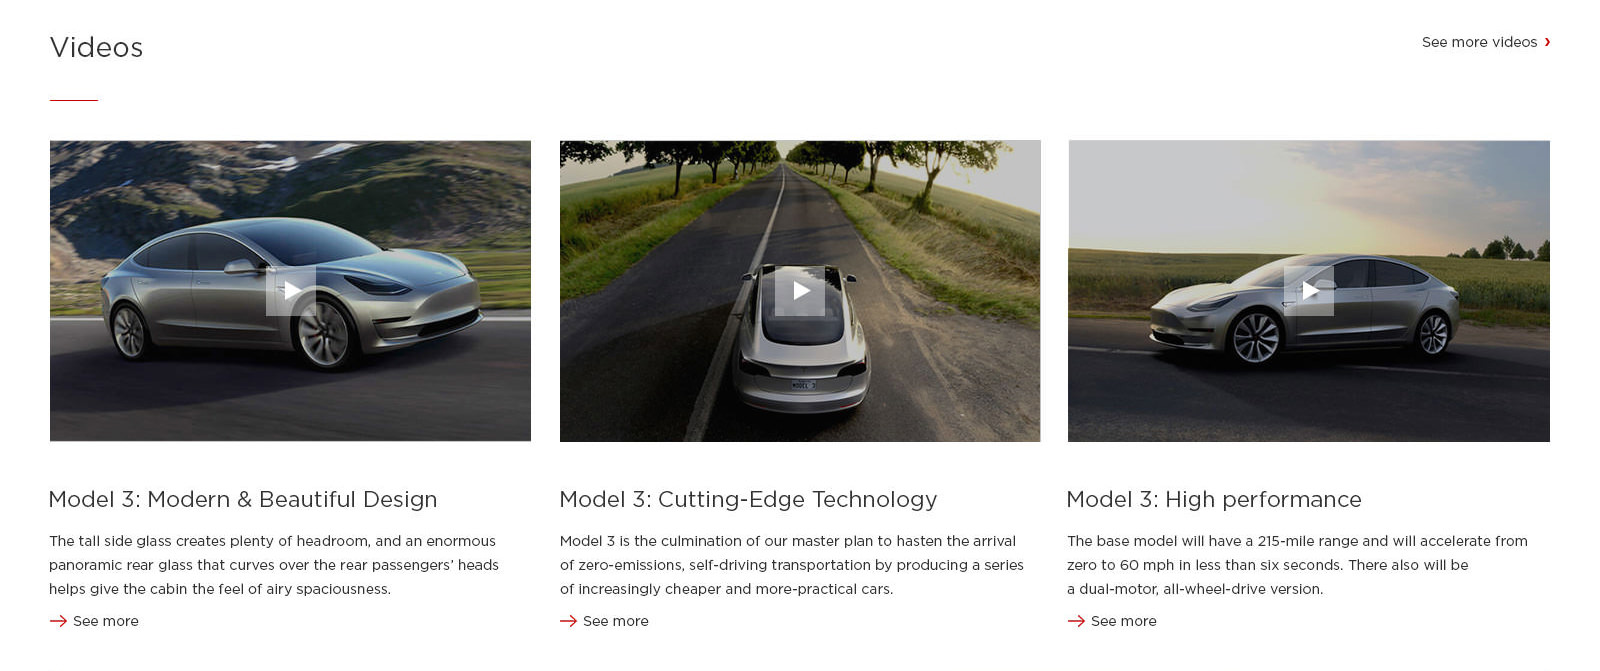 Videos
See more videos
MODEL 3
Model 3: Modern & Beautiful Design
The tall side glass creates plenty of headroom, and an enormous
panoramic rear glass that curves over the rear passengers’ heads
helps give the cabin the feel of airy spaciousness.
See more
Model 3: Cutting-Edge Technology
Model 3 is the culmination of our master plan to hasten the arrival
of zero-emissions, self-driving transportation by producing a series
of increasingly cheaper and more-practical cars.
See more
Model 3: High performance
The base model will have a 215-mile range and will accelerate from
zero to 60 mph in less than six seconds. There also will be
a dual-motor, all-wheel-drive version.
See more